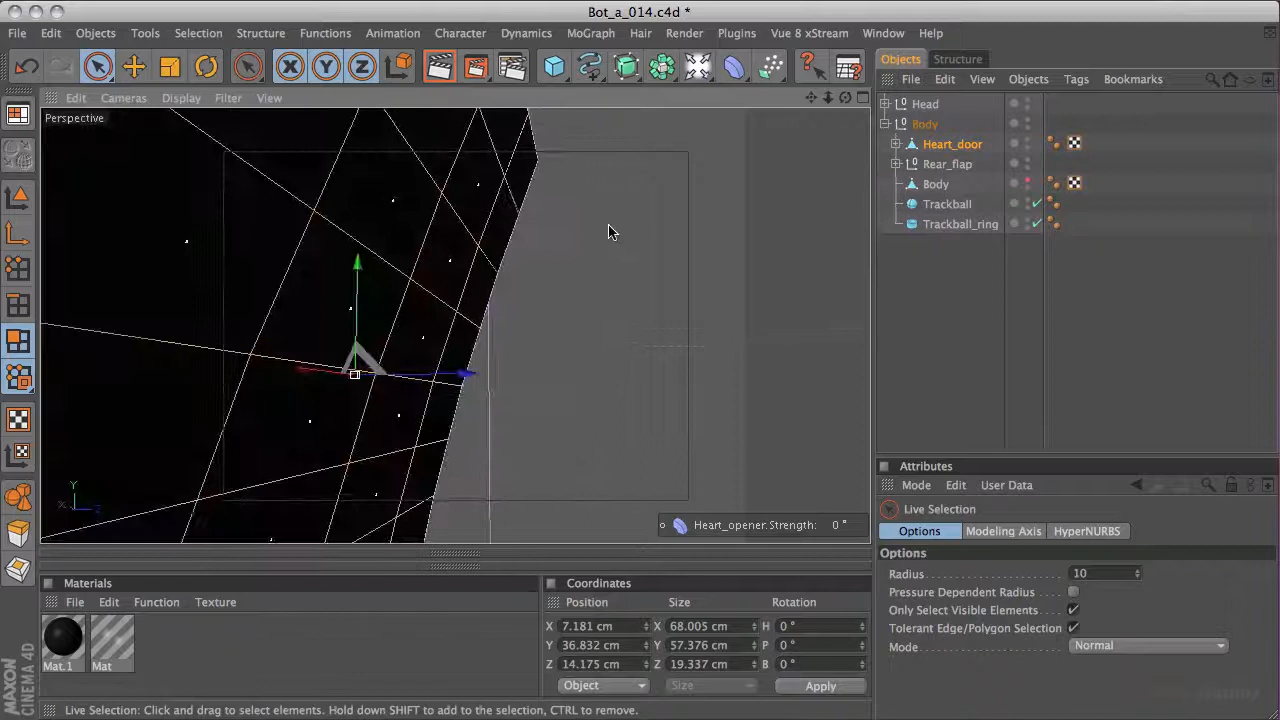 Bot_a_014.c4d *
File Edit Objects Tools Selection Structure Functions Animation Character Dynamics MoGraph Hair Render Plugins Vue 8 xStream Window Help
Objects Structure
File Edit View Objects Tags Bookmarks
Edit Cameras Display Filter View
Perspective
Head
Body
Heart_door
Rear_flap
Body
Trackball
Trackball_ring
Y
X
Z
Heart_opener.Strength: 0 °
Attributes
Mode Edit User Data
Live Selection
Options Modeling Axis HyperNURBS
Options
Radius 10
Pressure Dependent Radius
Only Select Visible Elements
Tolerant Edge/Polygon Selection
Mode Normal
Materials
File Edit Function Texture
Mat.1 Mat
Coordinates
Position Size Rotation
X 7.181 cm X 68.005 cm H 0 °
Y 36.832 cm Y 57.376 cm P 0 °
Z 14.175 cm Z 19.337 cm B 0 °
Object Size Apply
MAXON CINEMA 4D
Live Selection: Click and drag to select elements. Hold down SHIFT to add to the selection, CTRL to remove.